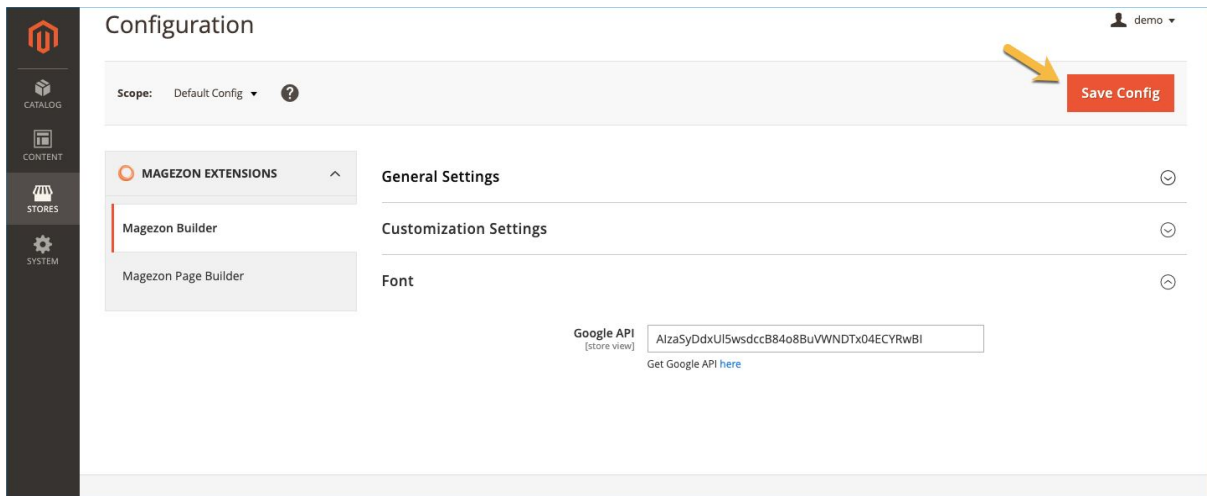 Configuration
demo
Scope: Default Config ?
Save Config
CATALOG
CONTENT
STORES
SYSTEM
MAGEZON EXTENSIONS
Magezon Builder
Magezon Page Builder
General Settings
Customization Settings
Font
Google API
[store view]
AIzaSyDdxUl5wsdccB84o8BuVWNDTx04ECYRwBI
Get Google API here